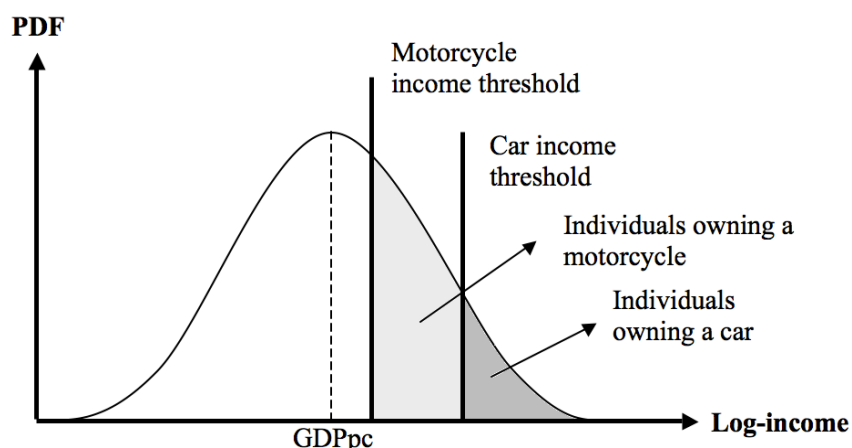 PDF
Motorcycle
income threshold
Car income
threshold
Individuals owning a
motorcycle
Individuals
owning a car
Log-income
GDPpc